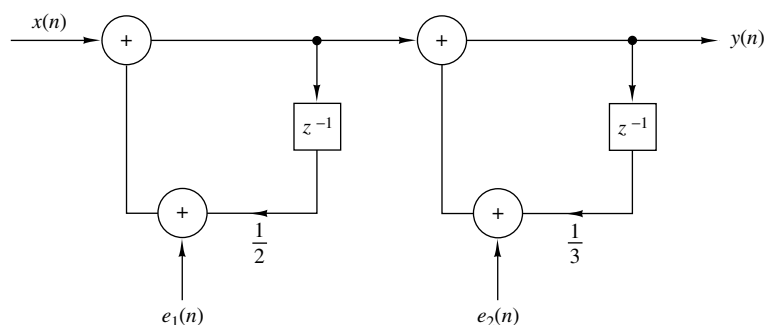 x(n) + + y(n)
z⁻¹ z⁻¹
+ +
1/2 1/3
e₁(n) e₂(n)